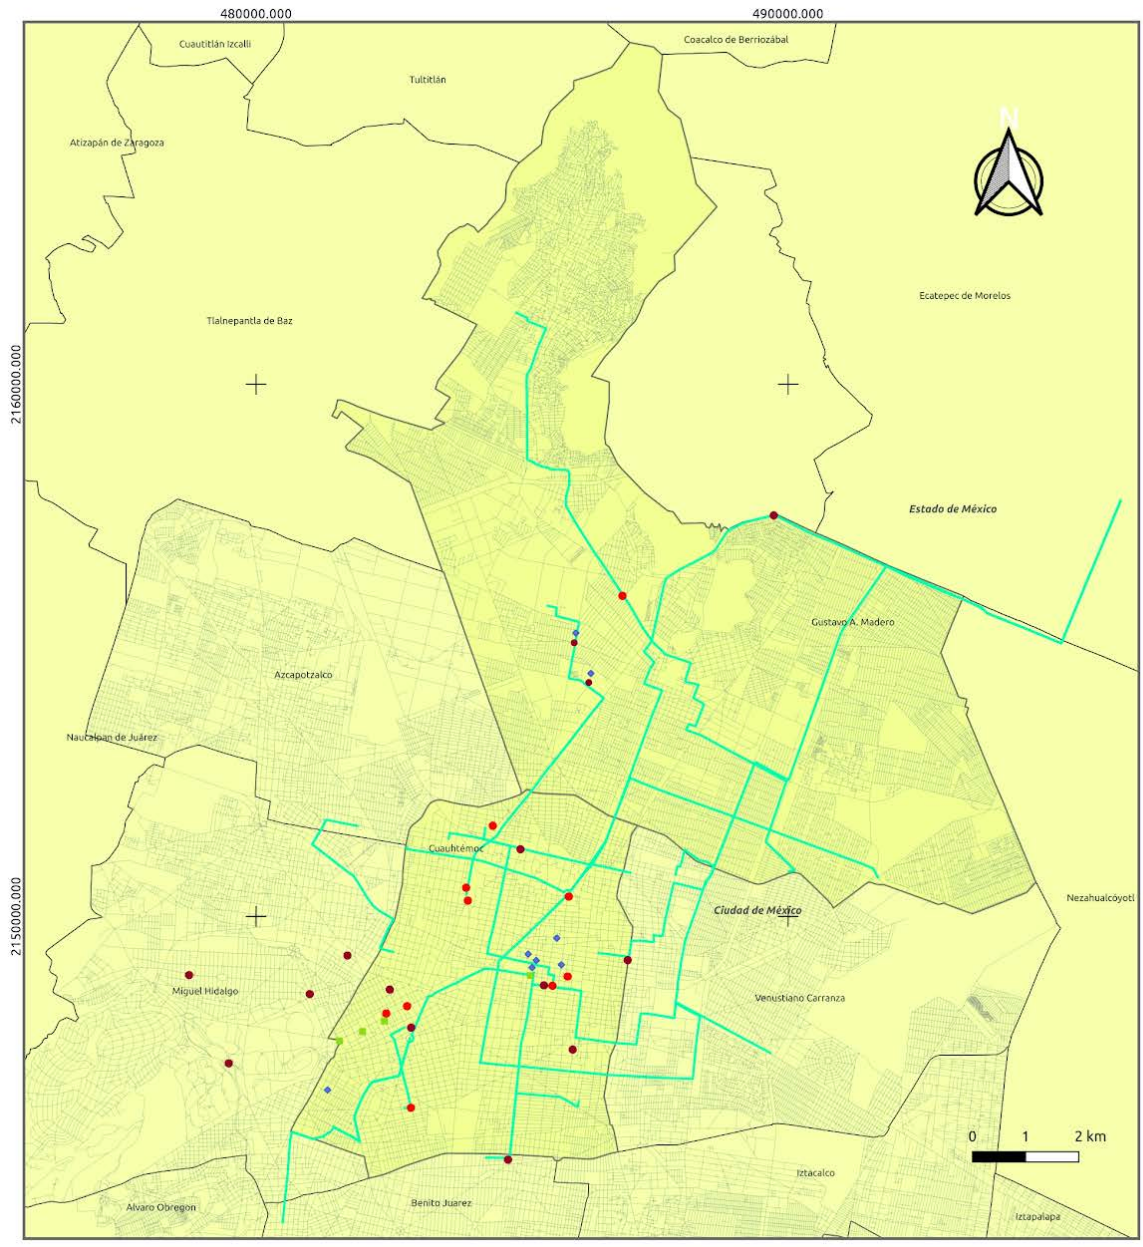 480000.000
490000.000
Cuautitlán Izcalli
Coacalco de Berriozábal
Tultitlán
N
Atizapán de Zaragoza
Ecatepec de Morelos
Tlalnepantla de Baz
2160000.000
Estado de México
Gustavo A. Madero
Azcapotzalco
Naucalpan de Juárez
Cuauhtémoc
Nezahualcóyotl
Ciudad de México
2150000.000
Miguel Hidalgo
Venustiano Carranza
0 1 2 km
Iztacalco
Benito Juarez
Alvaro Obregon
Iztapalapa